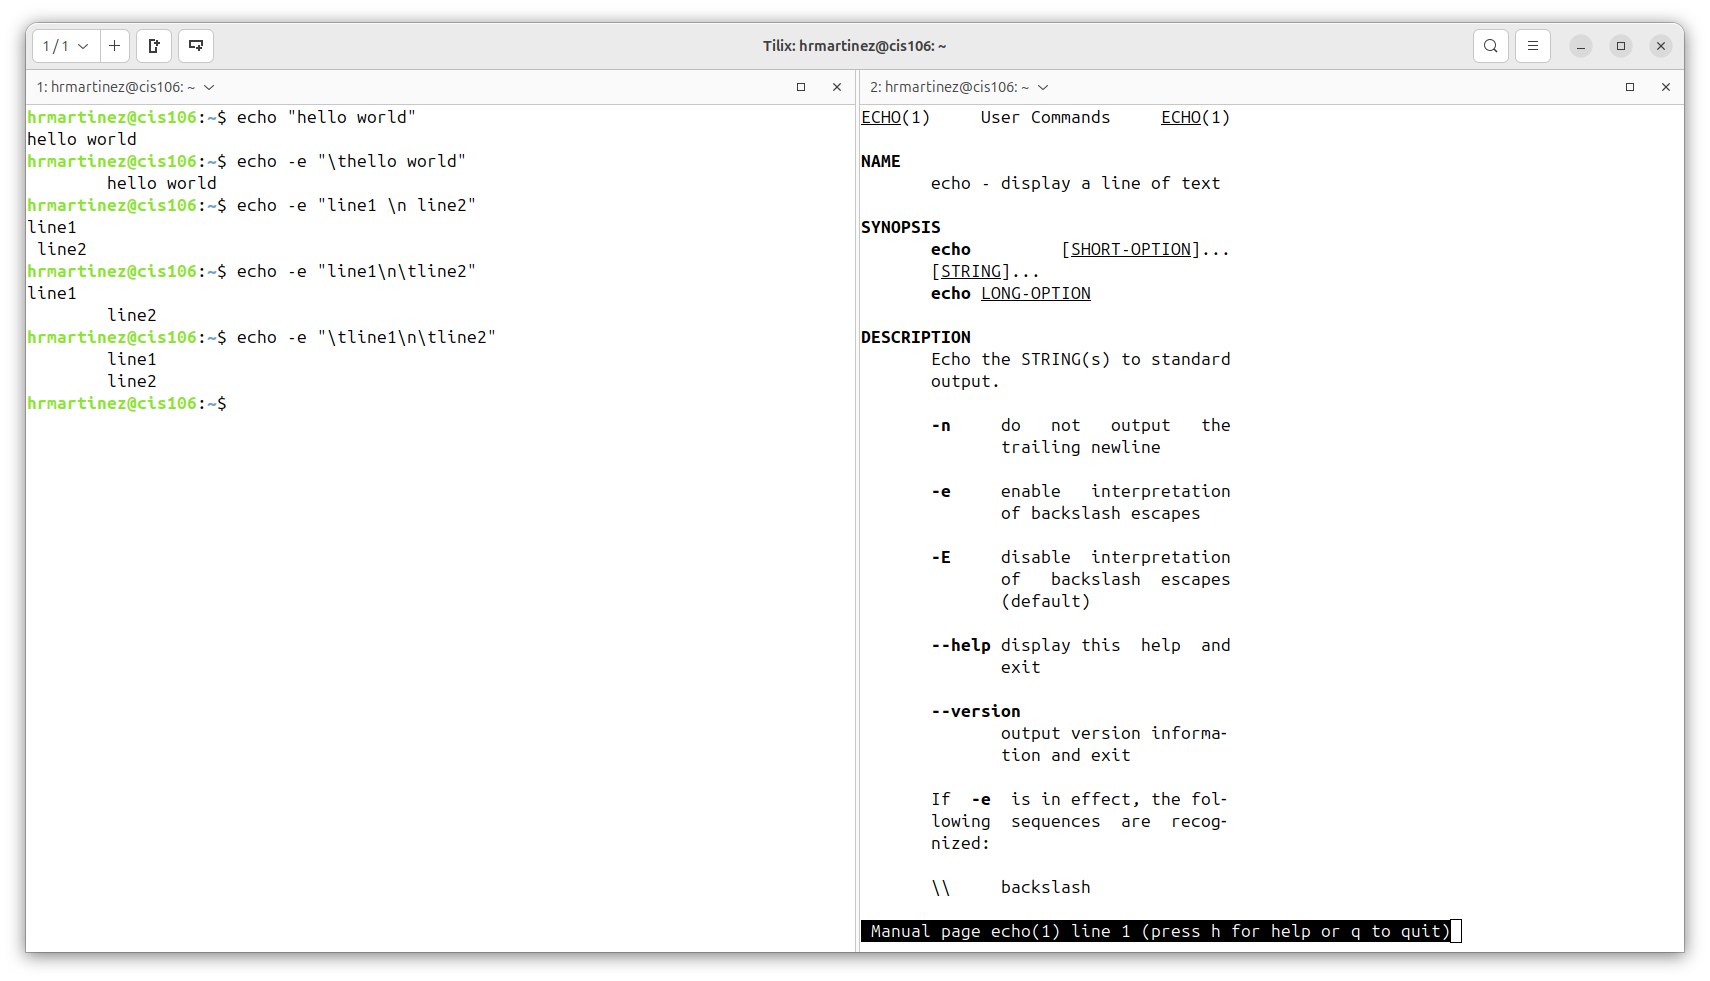 1 / 1
Tilix: hrmartinez@cis106: ~
1: hrmartinez@cis106: ~
hrmartinez@cis106:~$ echo "hello world"
hello world
hrmartinez@cis106:~$ echo -e "\thello world"
        hello world
hrmartinez@cis106:~$ echo -e "line1 \n line2"
line1
 line2
hrmartinez@cis106:~$ echo -e "line1\n\tline2"
line1
        line2
hrmartinez@cis106:~$ echo -e "\tline1\n\tline2"
        line1
        line2
hrmartinez@cis106:~$
2: hrmartinez@cis106: ~
ECHO(1)     User Commands     ECHO(1)
NAME
       echo - display a line of text
SYNOPSIS
       echo         [SHORT-OPTION]...
       [STRING]...
       echo LONG-OPTION
DESCRIPTION
       Echo the STRING(s) to standard
       output.
       -n     do   not   output   the
              trailing newline
       -e     enable   interpretation
              of backslash escapes
       -E     disable  interpretation
              of   backslash  escapes
              (default)
       --help display this  help  and
              exit
       --version
              output version informa-
              tion and exit
       If  -e  is in effect, the fol-
       lowing  sequences  are  recog-
       nized:
       \\     backslash
 Manual page echo(1) line 1 (press h for help or q to quit)